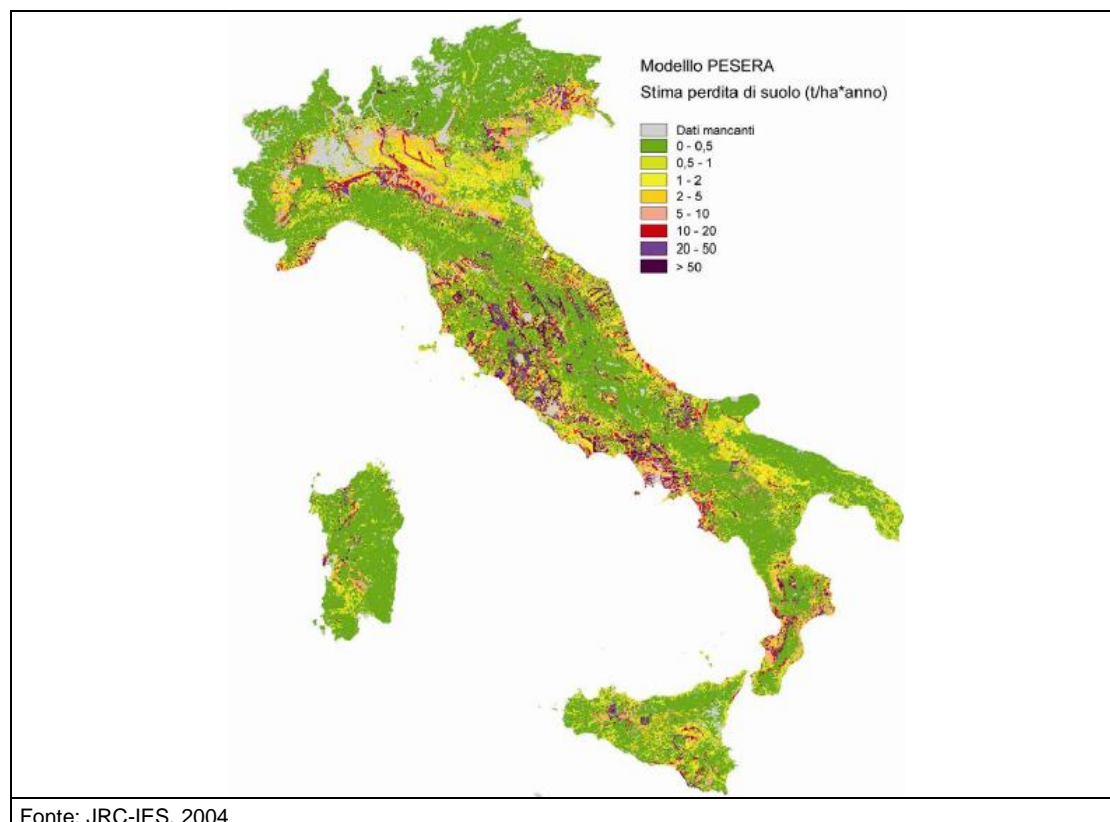 Modelllo PESERA
Stima perdita di suolo (t/ha*anno)
Dati mancanti
0 - 0,5
0,5 - 1
1 - 2
2 - 5
5 - 10
10 - 20
20 - 50
> 50
Fonte: JRC-IES, 2004